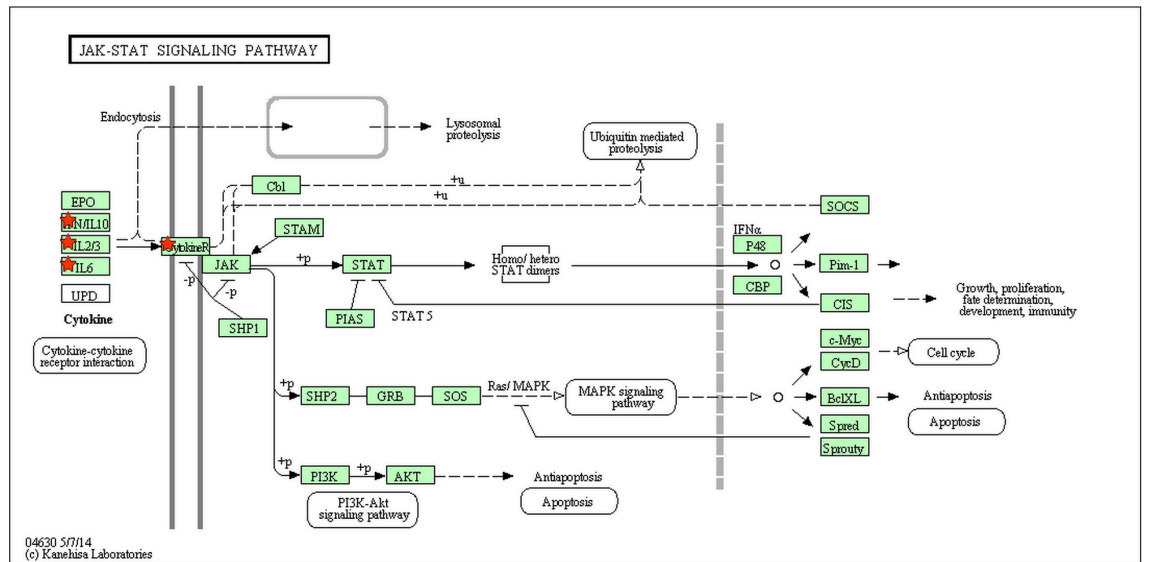 JAK-STAT SIGNALING PATHWAY
Endocytosis
Lysosomal
proteolysis
Ubiquitin mediated
proteolysis
Cbl
+u
+u
EPO
N/IL10
IL2/3
IL6
UPD
Cytokine
Cytokine-cytokine
receptor interaction
CytokineR
JAK
STAM
-p
-p
SHP1
+p
STAT
PIAS
STAT 5
Homo/ hetero
STAT dimers
IFNα
P48
CBP
SOCS
Pim-1
CIS
Growth, proliferation,
fate determination,
development, immunity
c-Myc
CycD
Cell cycle
+p
SHP2
GRB
SOS
Ras/ MAPK
MAPK signaling
pathway
BclXL
Antiapoptosis
Apoptosis
Spred
Sprouty
+p
PI3K
+p
AKT
Antiapoptosis
Apoptosis
PI3K-Akt
signaling pathway
04630 5/7/14
(c) Kanehisa Laboratories